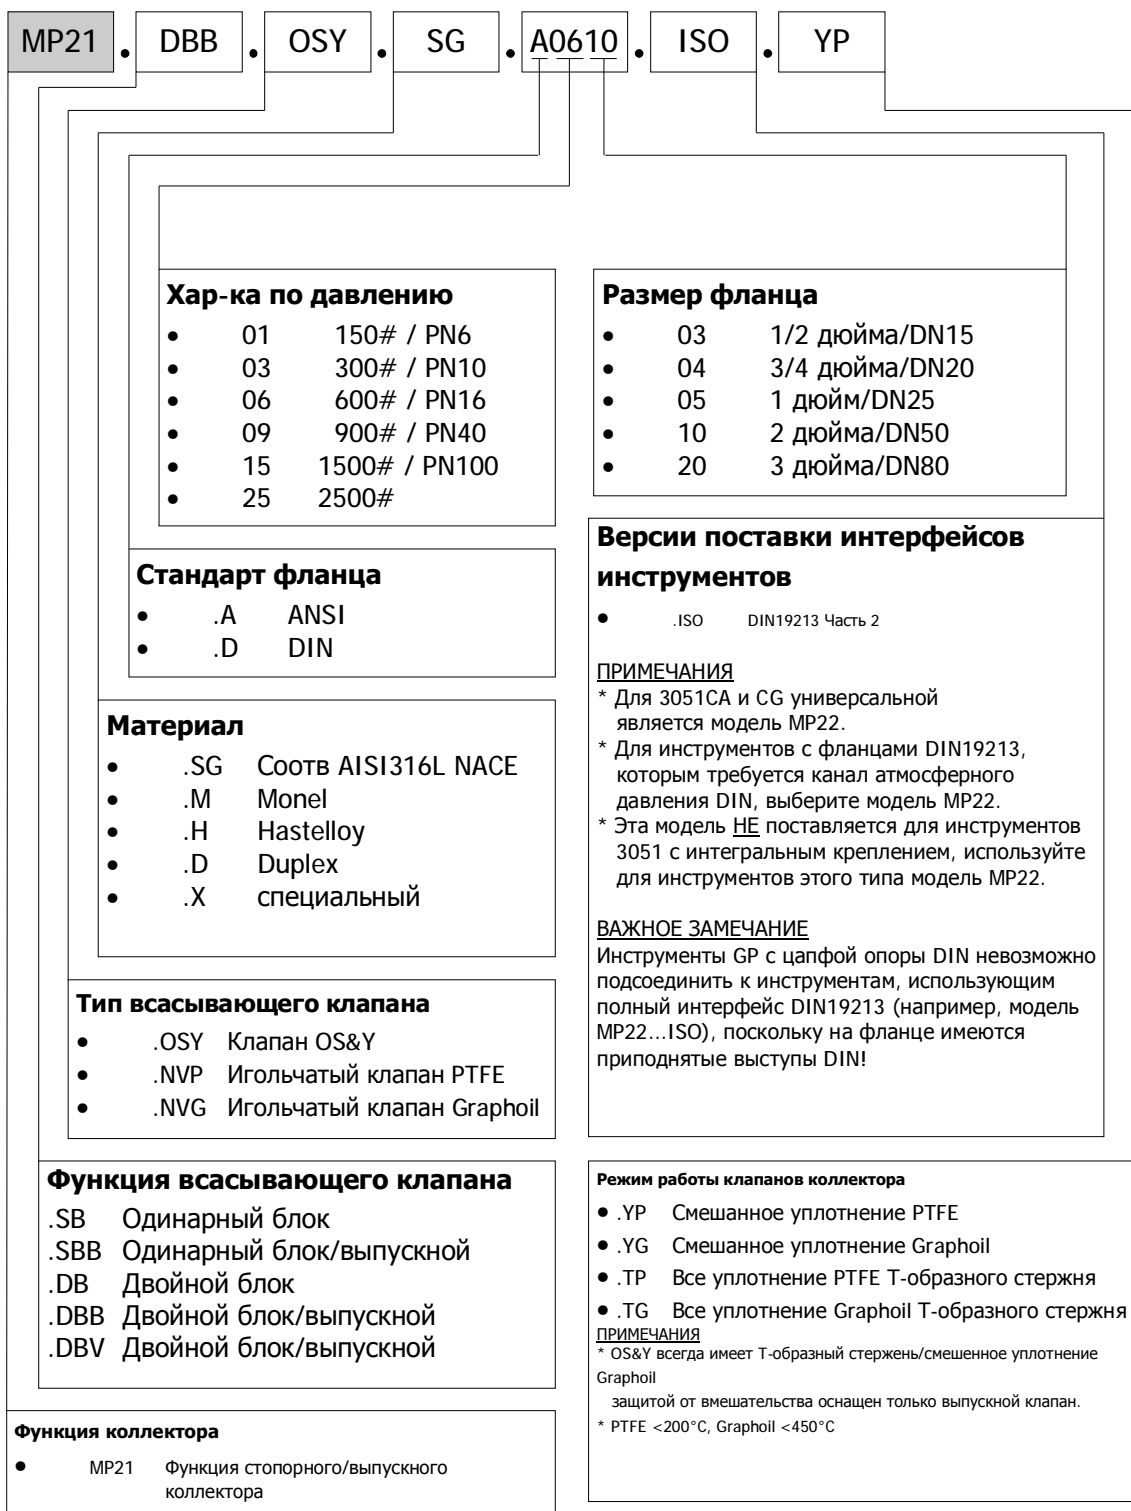 MP21 . DBB . OSY . SG . A0610 . ISO . YP
Хар-ка по давлению
• 01 150# / PN6
• 03 300# / PN10
• 06 600# / PN16
• 09 900# / PN40
• 15 1500# / PN100
• 25 2500#
Размер фланца
• 03 1/2 дюйма/DN15
• 04 3/4 дюйма/DN20
• 05 1 дюйм/DN25
• 10 2 дюйма/DN50
• 20 3 дюйма/DN80
Стандарт фланца
• .A ANSI
• .D DIN
Версии поставки интерфейсов
инструментов
• .ISO DIN19213 Часть 2
ПРИМЕЧАНИЯ
* Для 3051CA и CG универсальной
является модель MP22.
* Для инструментов с фланцами DIN19213,
которым требуется канал атмосферного
давления DIN, выберите модель MP22.
* Эта модель НЕ поставляется для инструментов
3051 с интегральным креплением, используйте
для инструментов этого типа модель MP22.
ВАЖНОЕ ЗАМЕЧАНИЕ
Инструменты GP с цапфой опоры DIN невозможно
подсоединить к инструментам, использующим
полный интерфейс DIN19213 (например, модель
MP22...ISO), поскольку на фланце имеются
приподнятые выступы DIN!
Материал
• .SG Соотв AISI316L NACE
• .M Monel
• .H Hastelloy
• .D Duplex
• .X специальный
Тип всасывающего клапана
• .OSY Клапан OS&Y
• .NVP Игольчатый клапан PTFE
• .NVG Игольчатый клапан Graphoil
Функция всасывающего клапана
.SB Одинарный блок
.SBB Одинарный блок/выпускной
.DB Двойной блок
.DBB Двойной блок/выпускной
.DBV Двойной блок/выпускной
Режим работы клапанов коллектора
• .YP Смешанное уплотнение PTFE
• .YG Смешанное уплотнение Graphoil
• .TP Все уплотнение PTFE Т-образного стержня
• .TG Все уплотнение Graphoil Т-образного стержня
ПРИМЕЧАНИЯ
* OS&Y всегда имеет Т-образный стержень/смешенное уплотнение
Graphoil
защитой от вмешательства оснащен только выпускной клапан.
* PTFE <200°C, Graphoil <450°C
Функция коллектора
• MP21 Функция стопорного/выпускного
коллектора